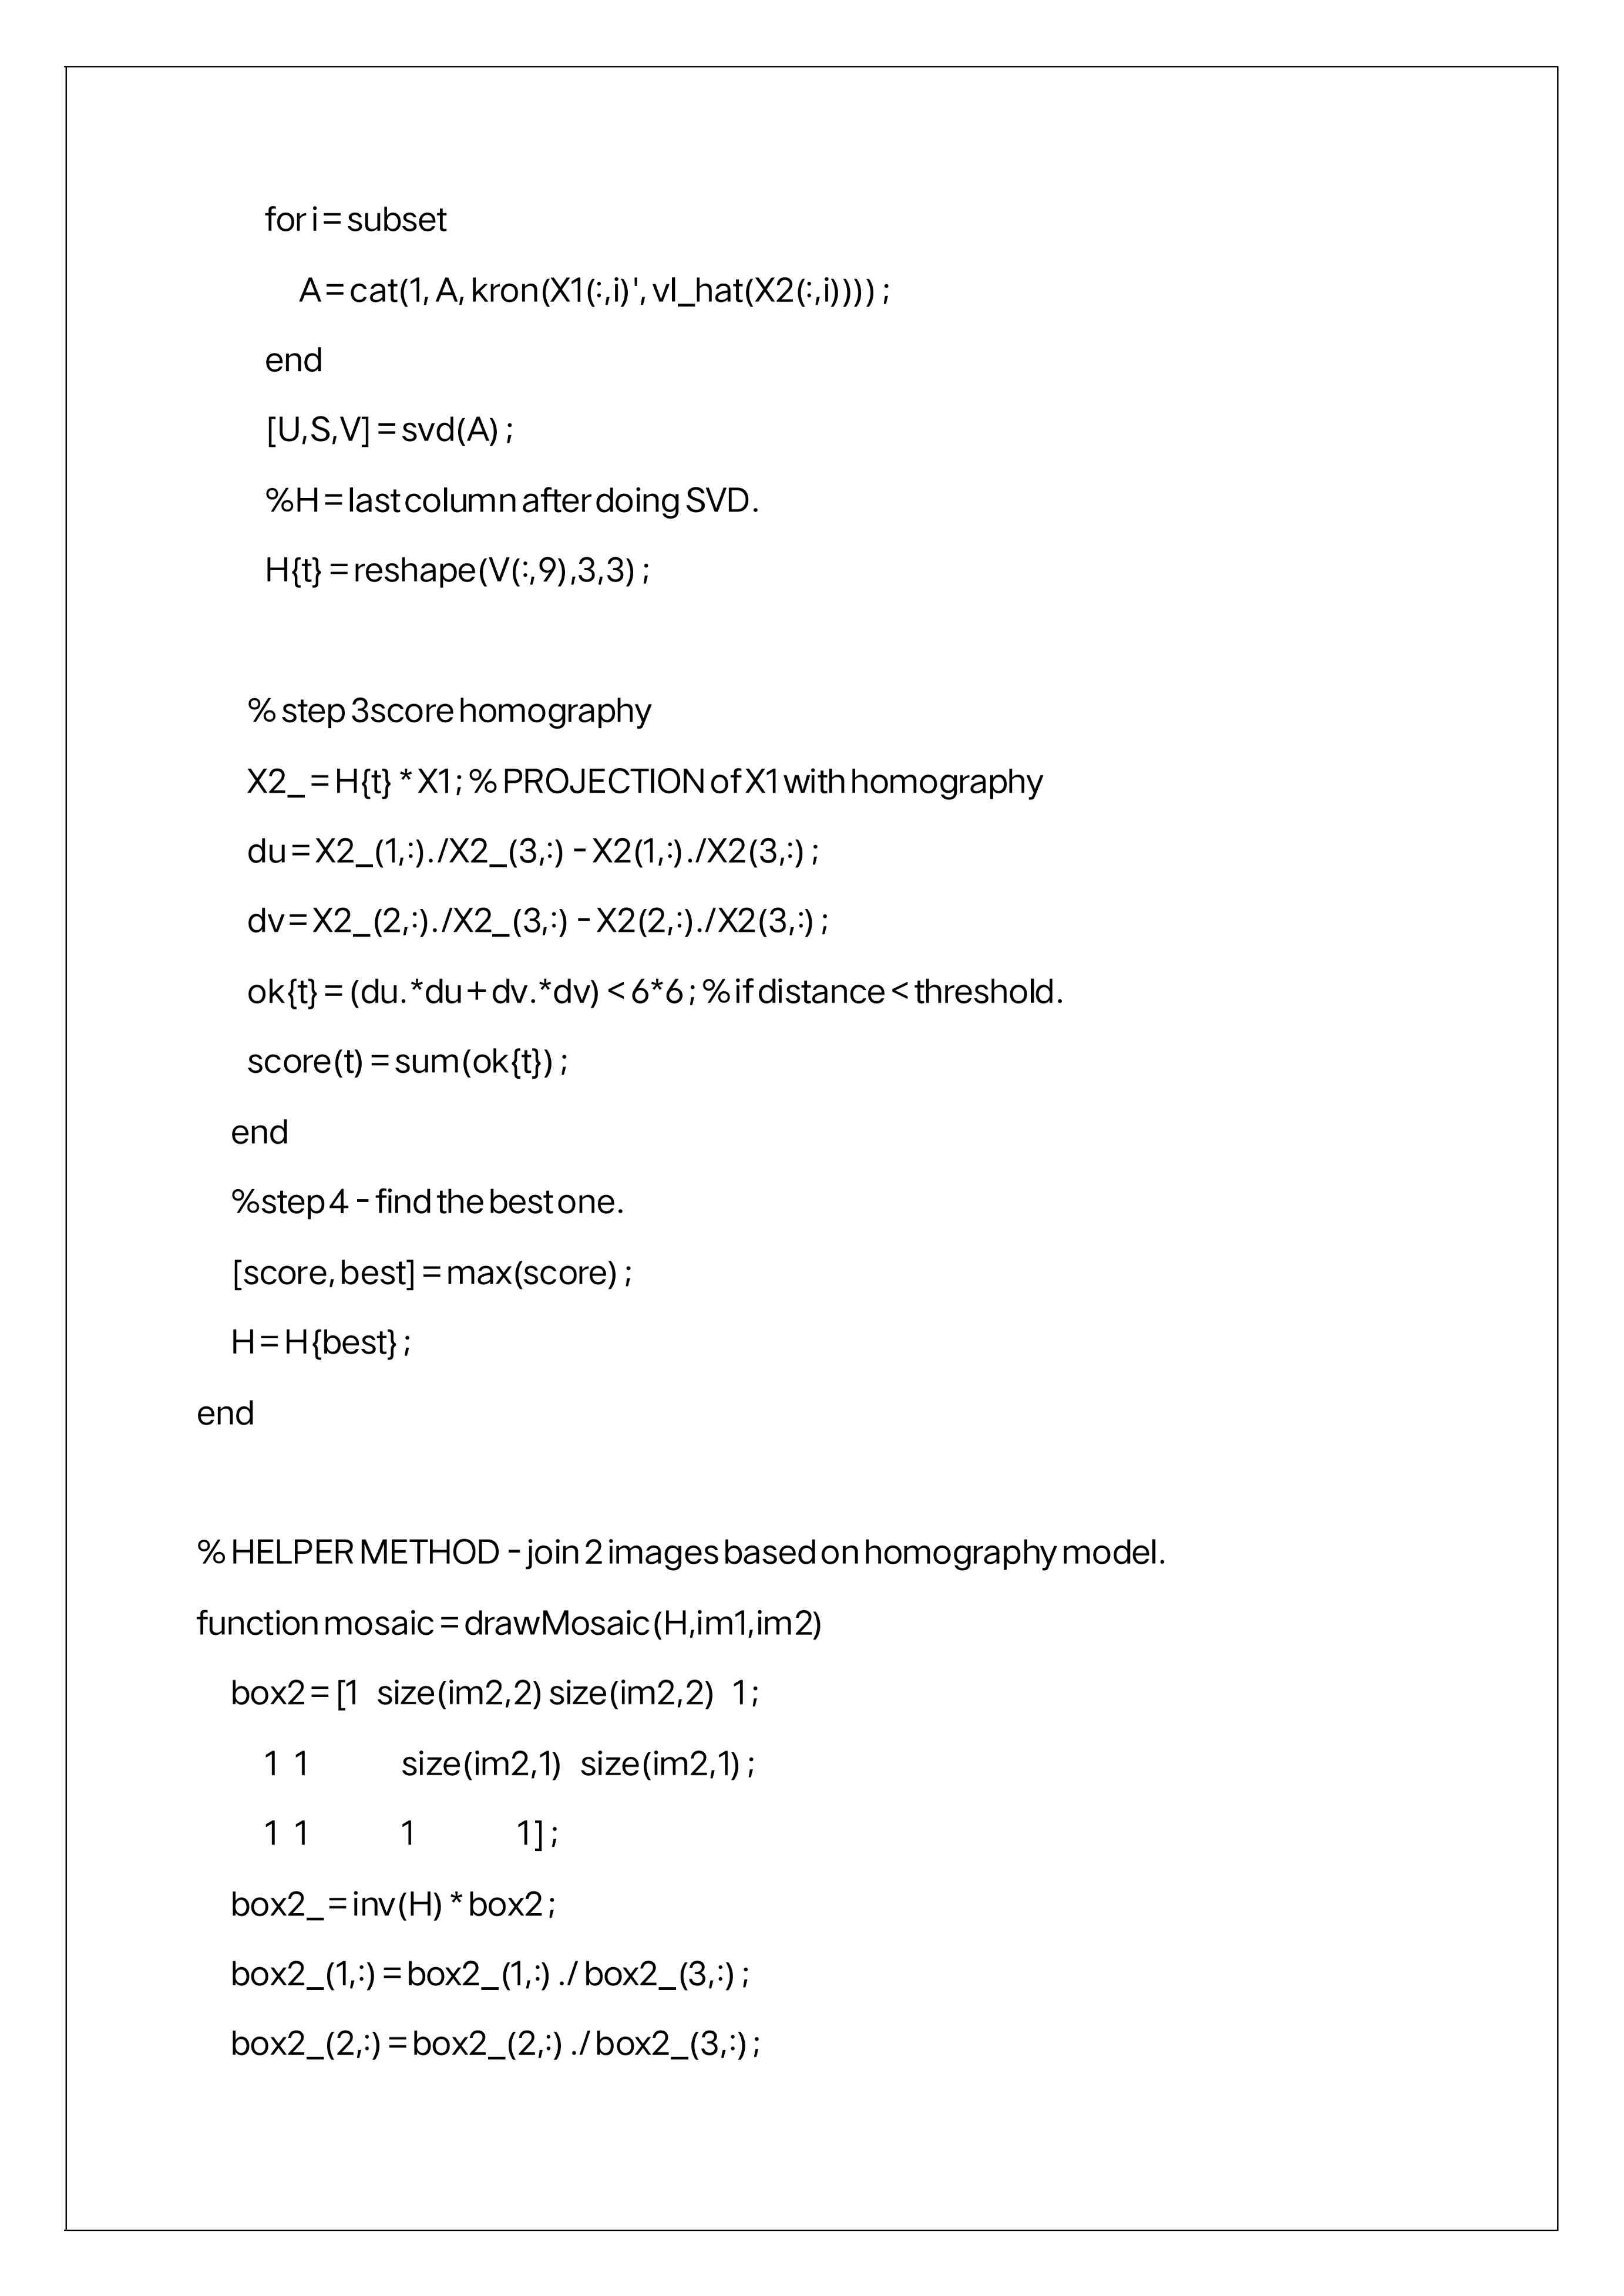 for i = subset
A = cat(1, A, kron(X1(:,i)', vl_hat(X2(:,i)))) ;
end
[U,S,V] = svd(A) ;
%H = last column after doing SVD.
H{t} = reshape(V(:,9),3,3) ;
% step 3score homography
X2_ = H{t} * X1 ; % PROJECTION of X1 with homography
du = X2_(1,:)./X2_(3,:) - X2(1,:)./X2(3,:) ;
dv = X2_(2,:)./X2_(3,:) - X2(2,:)./X2(3,:) ;
ok{t} = (du.*du + dv.*dv) < 6*6 ; % if distance < threshold.
score(t) = sum(ok{t}) ;
end
%step 4 - find the best one.
[score, best] = max(score) ;
H = H{best} ;
end
% HELPER METHOD - join 2 images based on homography model.
function mosaic = drawMosaic(H,im1,im2)
box2 = [1 size(im2,2) size(im2,2) 1 ;
1 1 size(im2,1) size(im2,1) ;
1 1 1 1] ;
box2_ = inv(H) * box2 ;
box2_(1,:) = box2_(1,:) ./ box2_(3,:) ;
box2_(2,:) = box2_(2,:) ./ box2_(3,:) ;